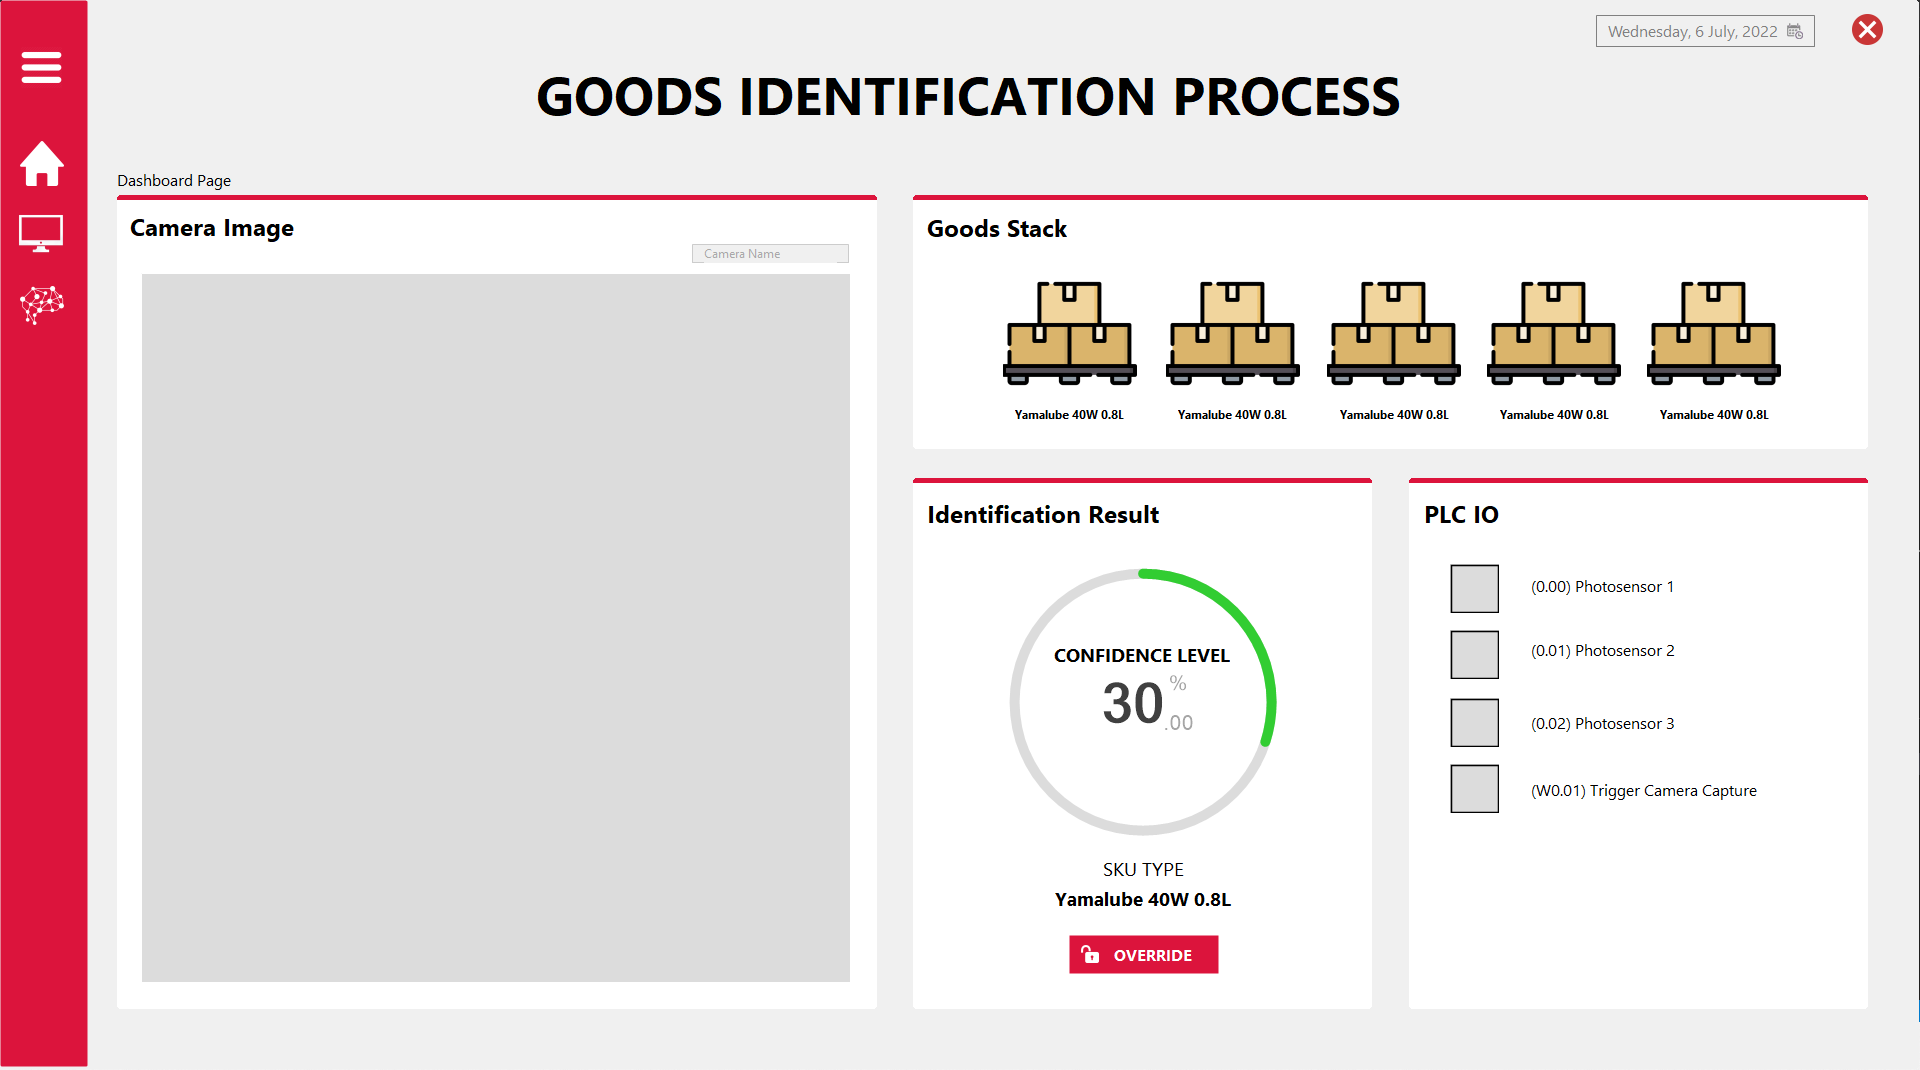 Wednesday, 6 July, 2022
GOODS IDENTIFICATION PROCESS
Dashboard Page
Camera Image
Camera Name
Goods Stack
Yamalube 40W 0.8L
Yamalube 40W 0.8L
Yamalube 40W 0.8L
Yamalube 40W 0.8L
Yamalube 40W 0.8L
Identification Result
CONFIDENCE LEVEL
30.00%
SKU TYPE
Yamalube 40W 0.8L
OVERRIDE
PLC IO
(0.00) Photosensor 1
(0.01) Photosensor 2
(0.02) Photosensor 3
(W0.01) Trigger Camera Capture